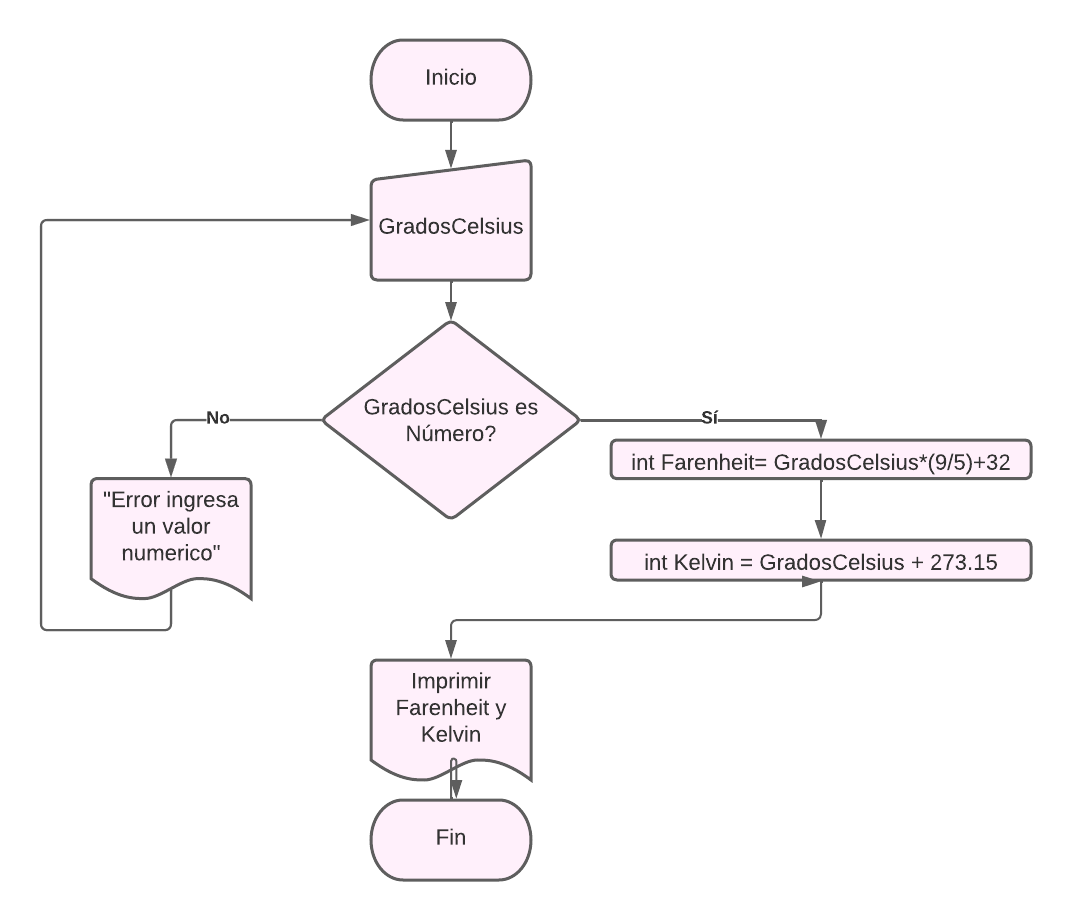 Inicio
GradosCelsius
GradosCelsius es
Número?
No
Sí
int Farenheit= GradosCelsius*(9/5)+32
"Error ingresa
un valor
numerico"
int Kelvin = GradosCelsius + 273.15
Imprimir
Farenheit y
Kelvin
Fin